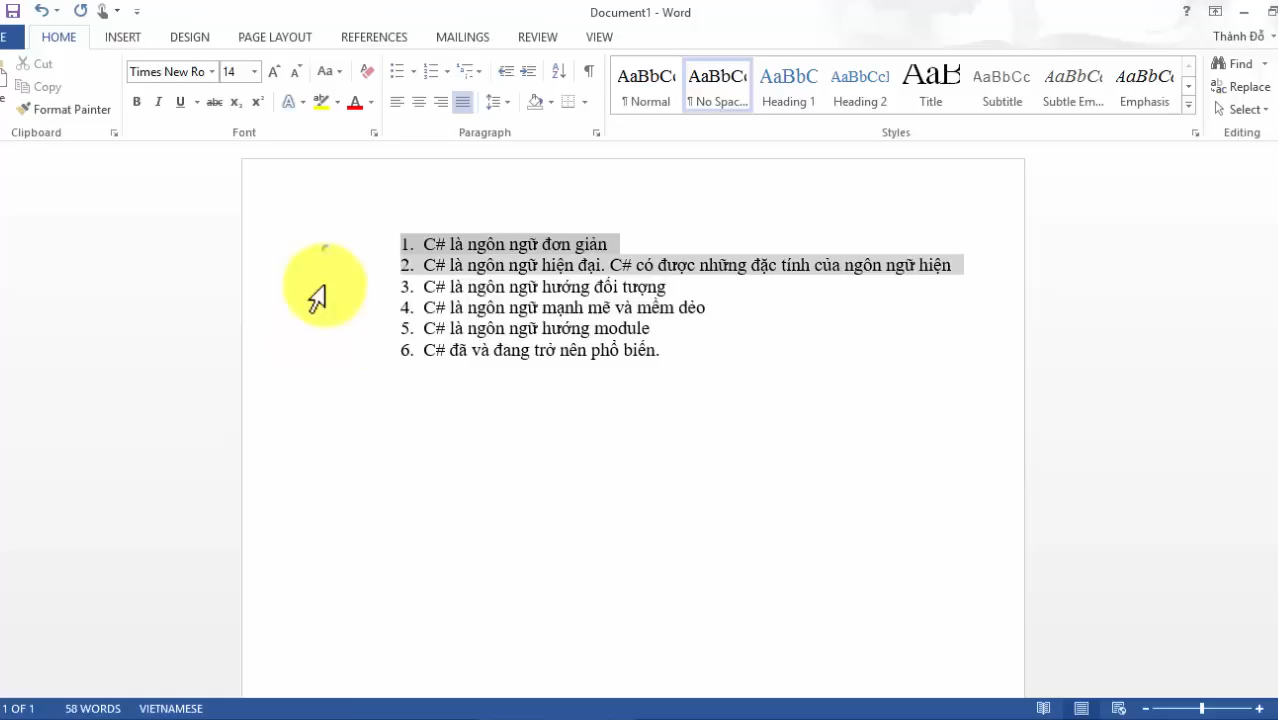 Document1 - Word
?
HOME INSERT DESIGN PAGE LAYOUT REFERENCES MAILINGS REVIEW VIEW
Thành Đỗ
Cut
Copy
Format Painter
Clipboard
Times New Ro 14 Aa
B I U abc x₂ x² A A
Font
Paragraph
AaBbCc AaBbCc AaBbC AaBbCcI AaB AaBbCc AaBbCc AaBbCc
¶ Normal ¶ No Spac... Heading 1 Heading 2 Title Subtitle Subtle Em... Emphasis
Styles
Find
Replace
Select
Editing
1. C# là ngôn ngữ đơn giản
2. C# là ngôn ngữ hiện đại. C# có được những đặc tính của ngôn ngữ hiện
3. C# là ngôn ngữ hướng đối tượng
4. C# là ngôn ngữ mạnh mẽ và mềm dẻo
5. C# là ngôn ngữ hướng module
6. C# đã và đang trở nên phổ biến.
1 OF 1 58 WORDS VIETNAMESE